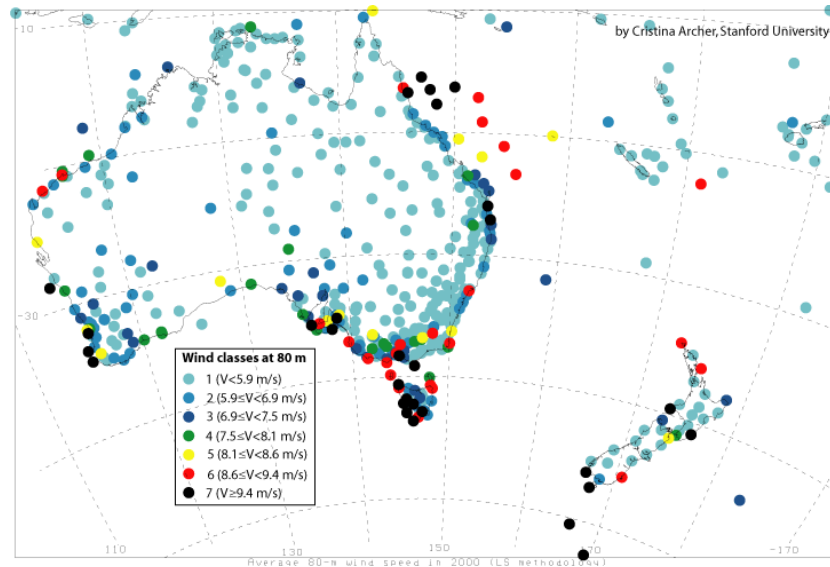 -10
by Cristina Archer, Stanford University
-30
Wind classes at 80 m
1 (V<5.9 m/s)
2 (5.9≤V<6.9 m/s)
3 (6.9≤V<7.5 m/s)
4 (7.5≤V<8.1 m/s)
5 (8.1≤V<8.6 m/s)
6 (8.6≤V<9.4 m/s)
7 (V≥9.4 m/s)
110 130 150 170 -170
Average 80-m wind speed in 2000 (LS methodology)